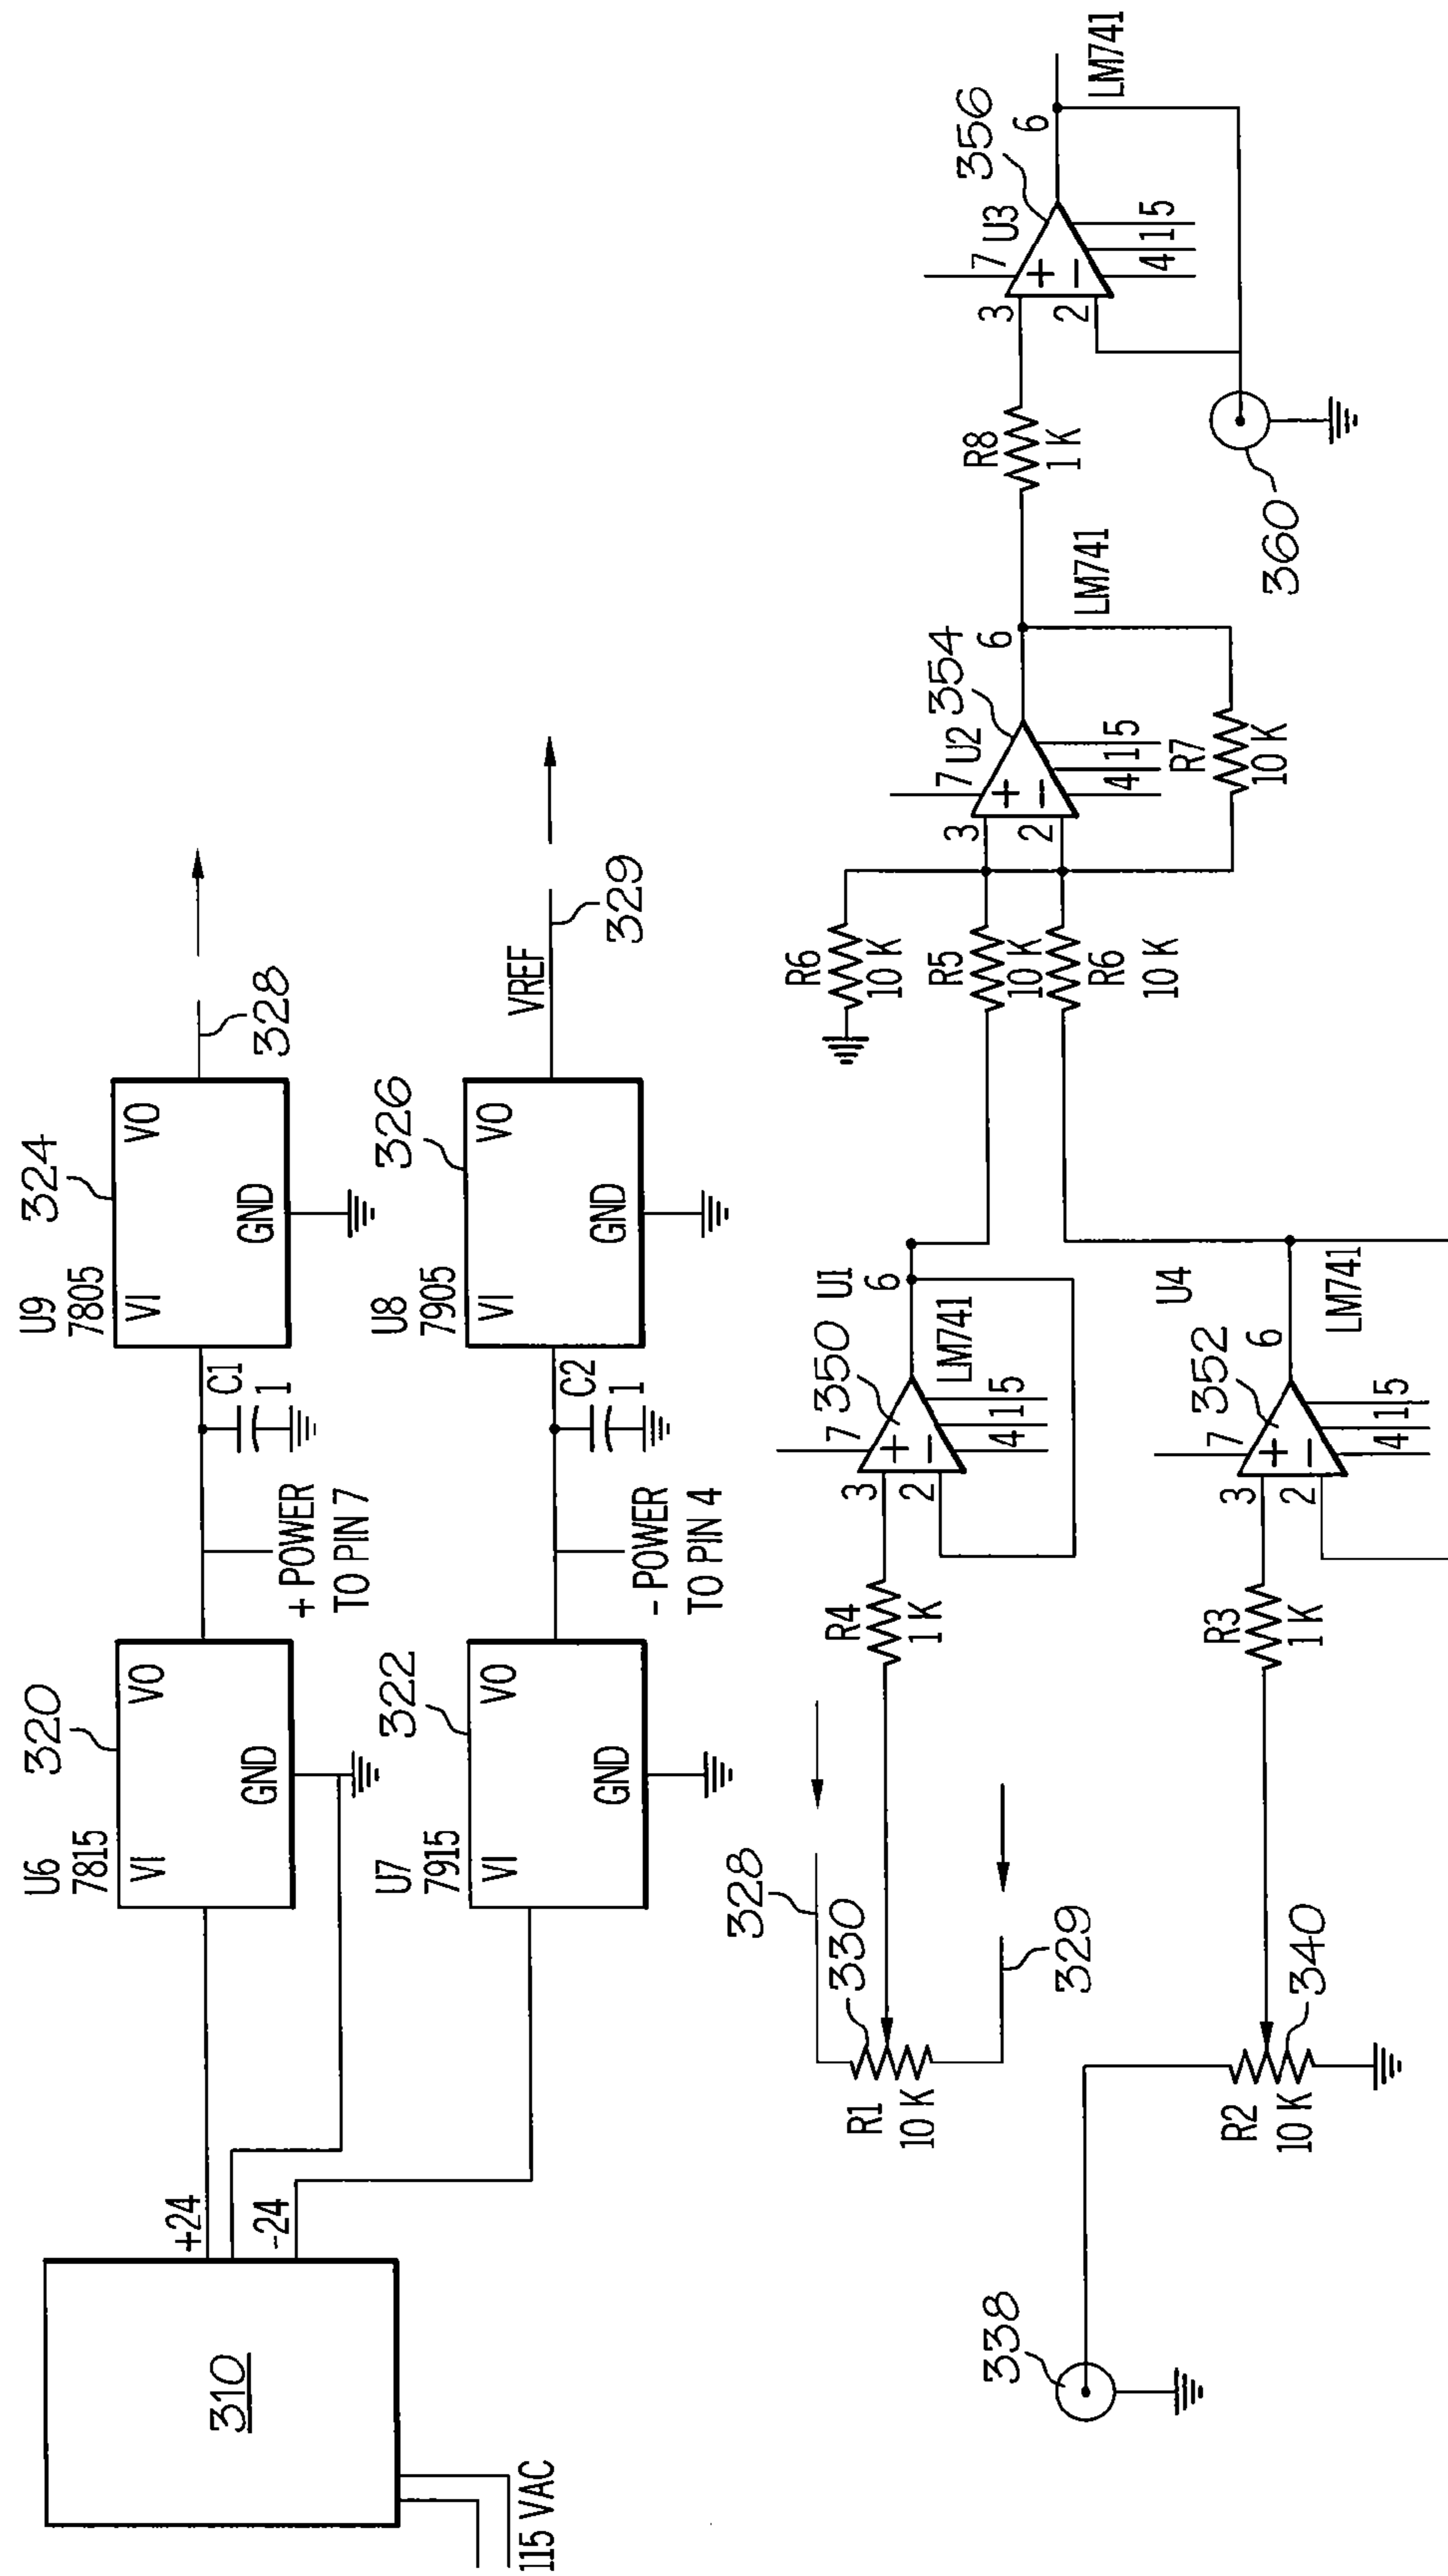 115 VAC
310
+24
-24
U6
7815
320
VI
VO
GND
+ POWER
TO PIN 7
C1
1
U9
7805
324
VI
VO
GND
328
U7
7915
322
VI
VO
GND
- POWER
TO PIN 4
C2
1
U8
7905
326
VI
VO
GND
VREF
329
328
330
R1
10 K
329
R4
1 K
3
2
+
−
7
350
4
1
5
LM741
6
U1
338
R2
10 K
340
R3
1 K
3
2
+
−
7
352
4
1
5
6
LM741
U4
R6
10 K
R5
10 K
R6
10 K
3
2
+
−
7
U2
354
4
1
5
6
LM741
R7
10 K
R8
1 K
3
2
+
−
7
U3
356
4
1
5
6
LM741
360